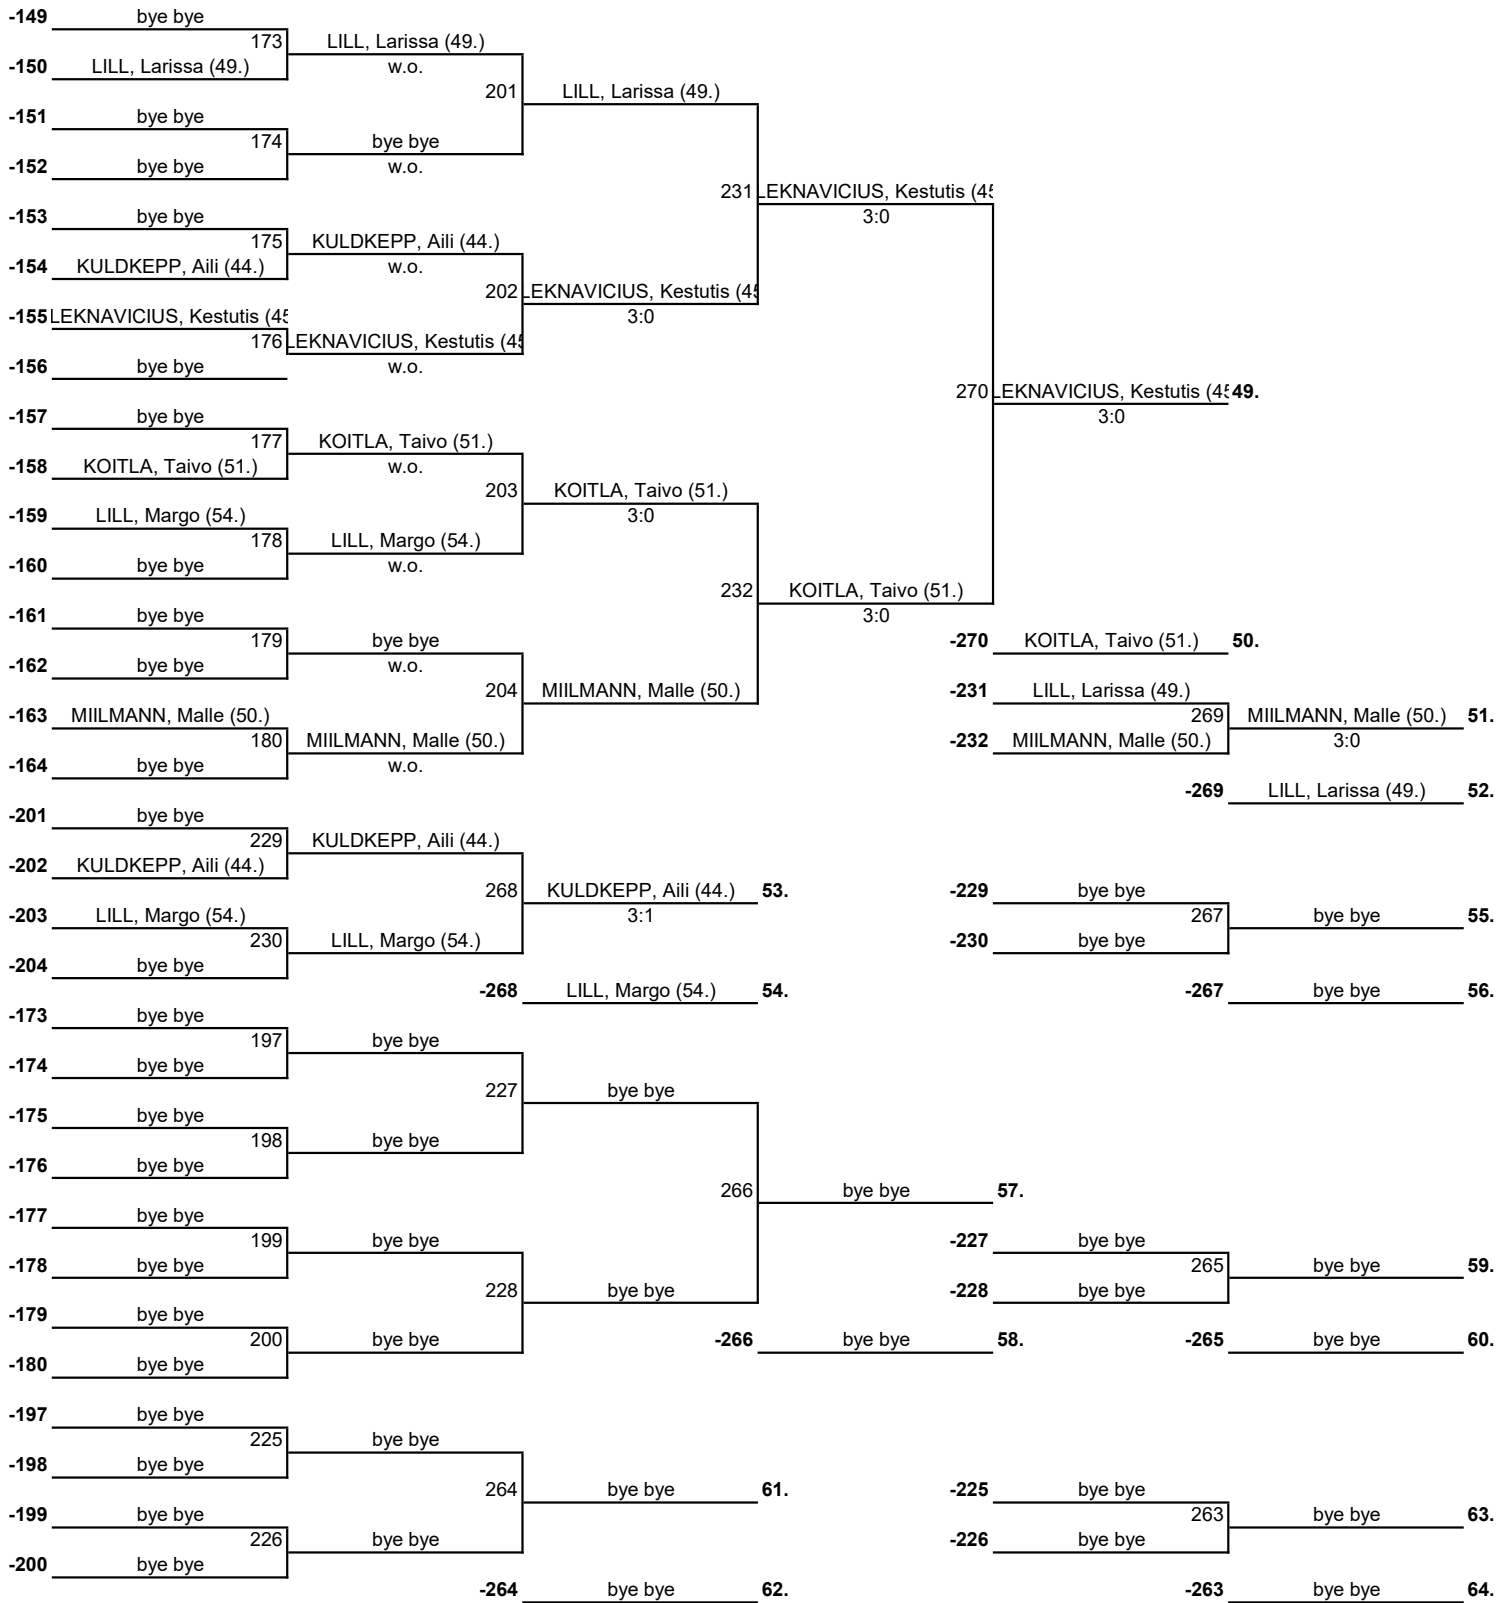 -149 bye bye
173 LILL, Larissa (49.)
-150 LILL, Larissa (49.) w.o.
201 LILL, Larissa (49.)
-151 bye bye
174 bye bye
-152 bye bye w.o.
231 LEKNAVICIUS, Kestutis (45
-153 bye bye 3:0
175 KULDKEPP, Aili (44.)
-154 KULDKEPP, Aili (44.) w.o.
202 LEKNAVICIUS, Kestutis (45
-155 LEKNAVICIUS, Kestutis (45 3:0
176 LEKNAVICIUS, Kestutis (45
-156 bye bye w.o.
270 LEKNAVICIUS, Kestutis (45 49.
-157 bye bye 3:0
177 KOITLA, Taivo (51.)
-158 KOITLA, Taivo (51.) w.o.
203 KOITLA, Taivo (51.)
-159 LILL, Margo (54.) 3:0
178 LILL, Margo (54.)
-160 bye bye w.o.
232 KOITLA, Taivo (51.)
-161 bye bye 3:0
179 bye bye -270 KOITLA, Taivo (51.) 50.
-162 bye bye w.o.
204 MIILMANN, Malle (50.) -231 LILL, Larissa (49.)
-163 MIILMANN, Malle (50.) 269 MIILMANN, Malle (50.) 51.
180 MIILMANN, Malle (50.) -232 MIILMANN, Malle (50.) 3:0
-164 bye bye w.o.
-269 LILL, Larissa (49.) 52.
-201 bye bye
229 KULDKEPP, Aili (44.)
-202 KULDKEPP, Aili (44.)
268 KULDKEPP, Aili (44.) 53. -229 bye bye
-203 LILL, Margo (54.) 3:1 267 bye bye 55.
230 LILL, Margo (54.) -230 bye bye
-204 bye bye
-268 LILL, Margo (54.) 54. -267 bye bye 56.
-173 bye bye
197 bye bye
-174 bye bye
227 bye bye
-175 bye bye
198 bye bye
-176 bye bye
266 bye bye 57.
-177 bye bye
199 bye bye -227 bye bye
-178 bye bye 265 bye bye 59.
228 bye bye -228 bye bye
-179 bye bye
200 bye bye -266 bye bye 58. -265 bye bye 60.
-180 bye bye
-197 bye bye
225 bye bye
-198 bye bye
264 bye bye 61. -225 bye bye
-199 bye bye 263 bye bye 63.
226 bye bye -226 bye bye
-200 bye bye
-264 bye bye 62. -263 bye bye 64.